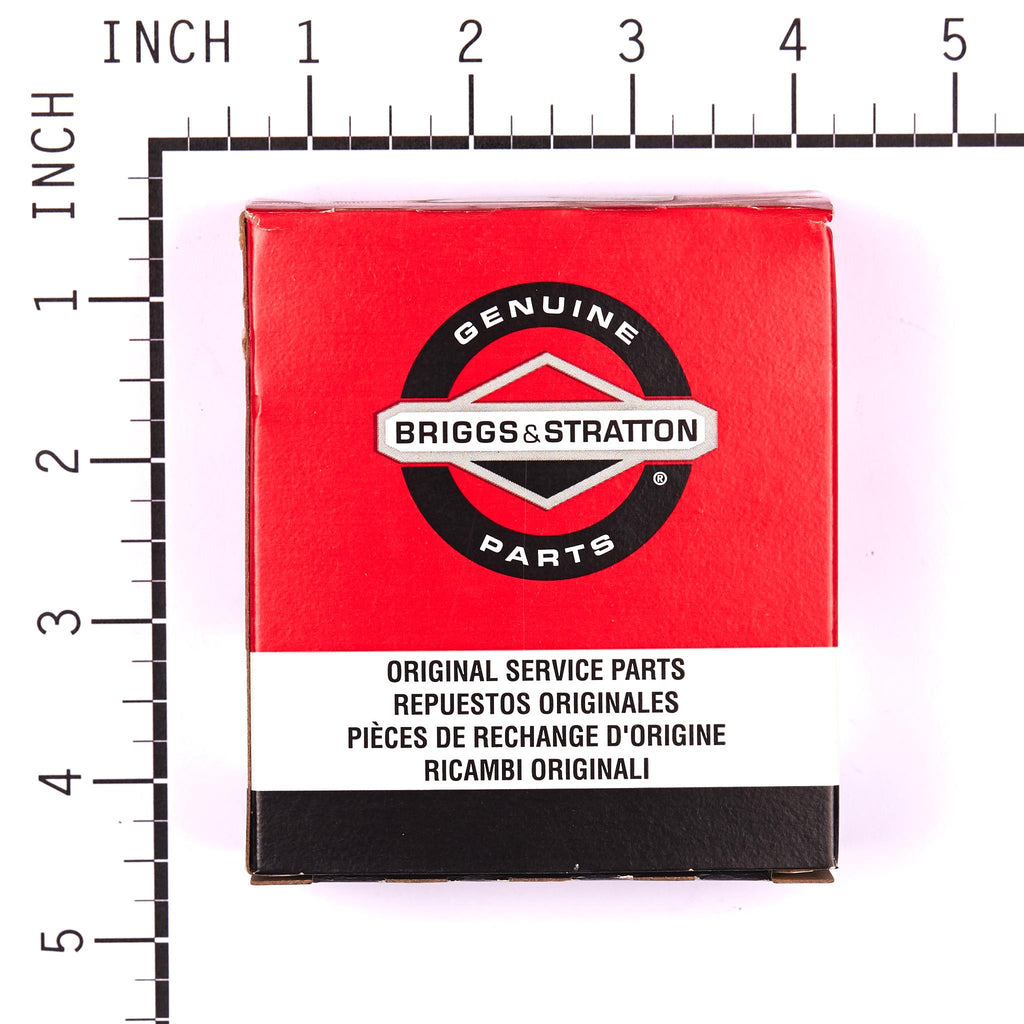 INCH 1 2 3 4 5
INCH
1
2
3
4
5
GENUINE
BRIGGS & STRATTON
®
PARTS
ORIGINAL SERVICE PARTS
REPUESTOS ORIGINALES
PIÈCES DE RECHANGE D'ORIGINE
RICAMBI ORIGINALI